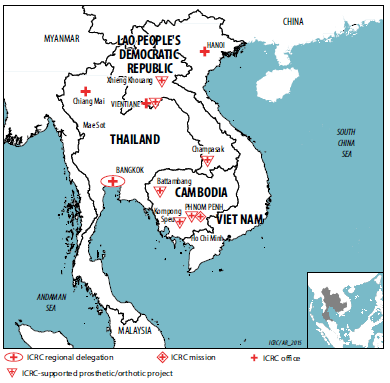 MYANMAR
CHINA
LAO PEOPLE'S
DEMOCRATIC
REPUBLIC
HANOI
Xhieng Khouang
Chiang Mai
VIENTIANE
Mae Sot
THAILAND
SOUTH
CHINA
SEA
Champasak
BANGKOK
Battambang
CAMBODIA
PHNOM PENH
Kompong
Speu
VIET NAM
Ho Chi Minh
ANDAMAN
SEA
MALAYSIA
ICRC/AR_2015
ICRC regional delegation
ICRC mission
ICRC office
ICRC-supported prosthetic/orthotic project